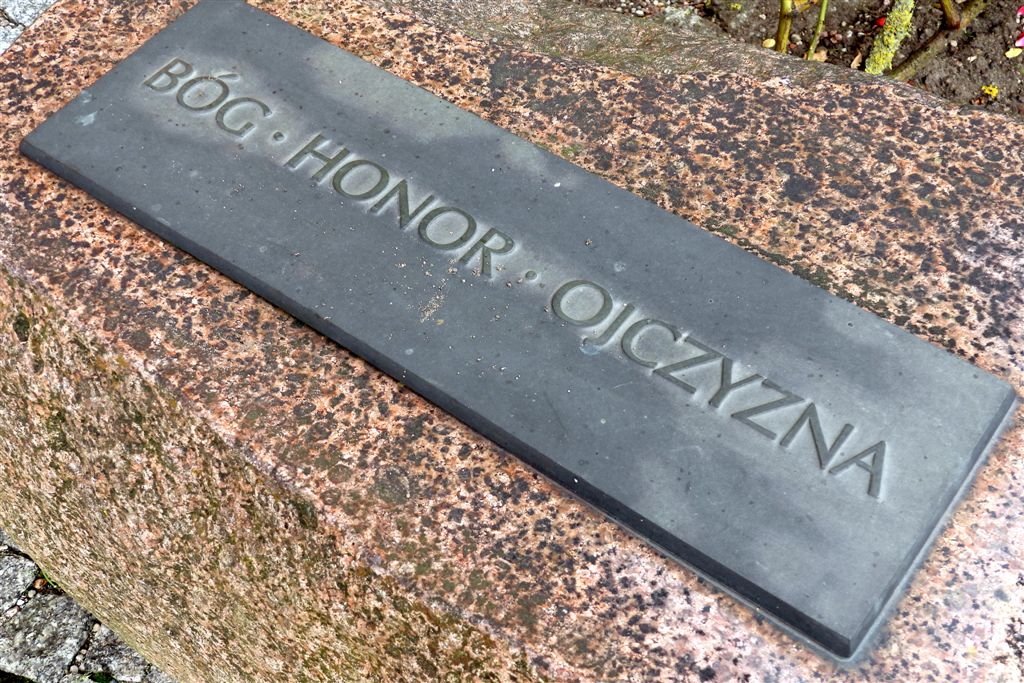 BÓG · HONOR · OJCZYZNA